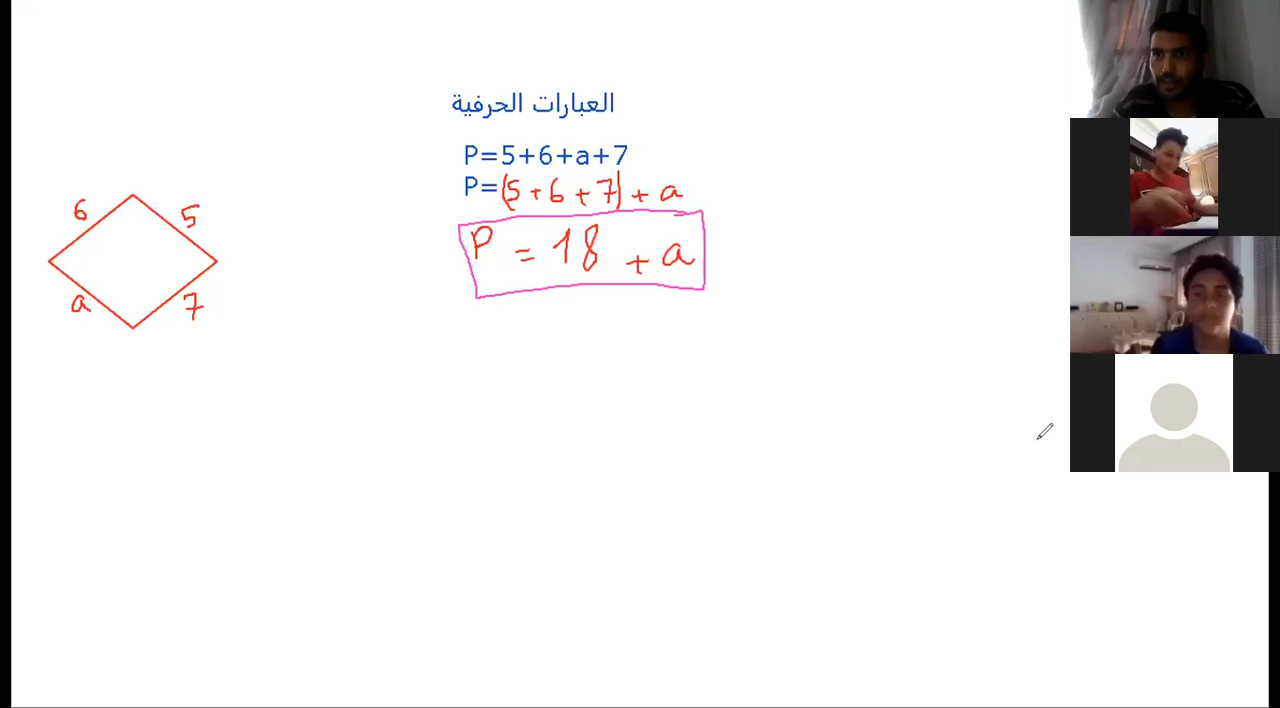 العبارات الحرفية
P=5+6+a+7
P=(5+6+7)+a
P=18+a
6
5
a
7